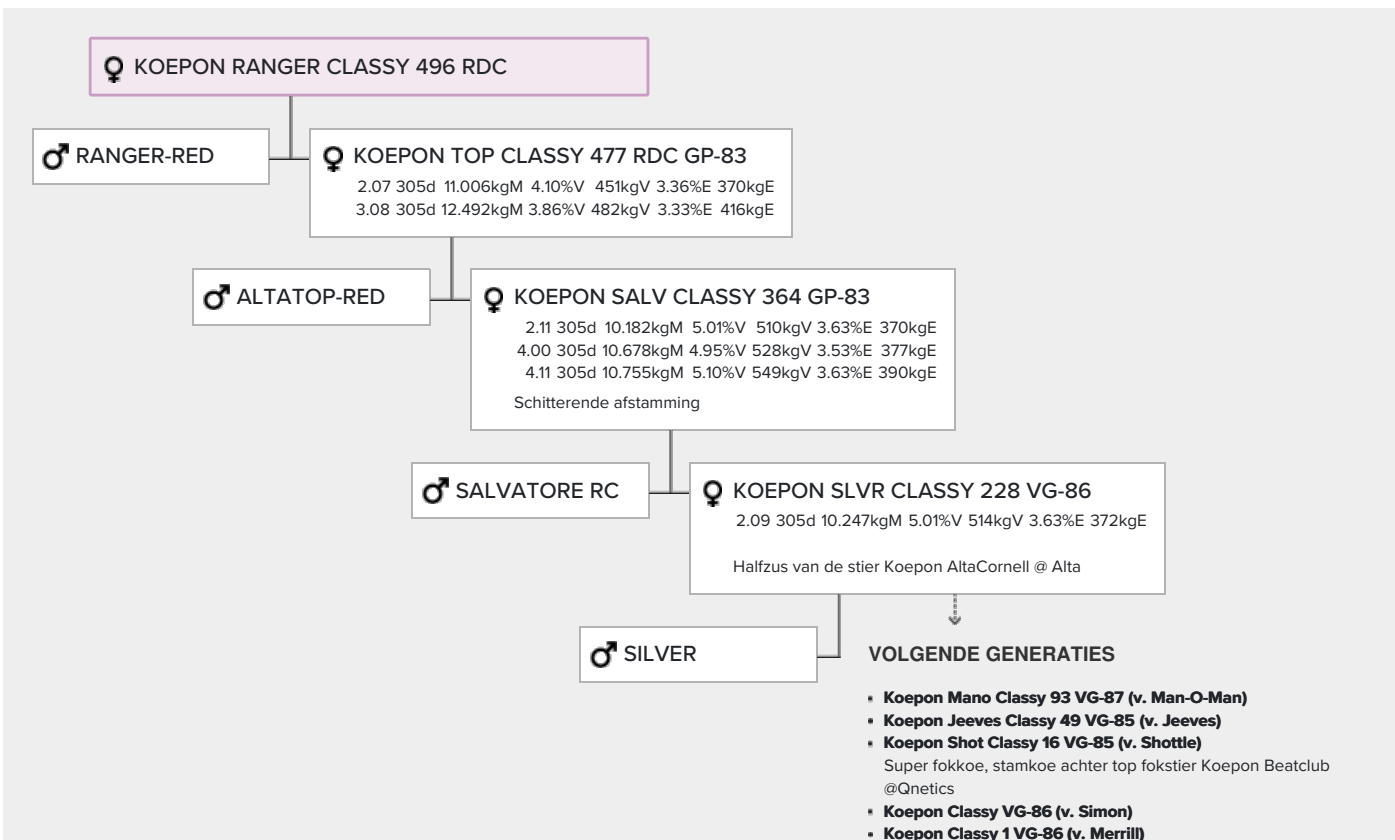 KOEPON RANGER CLASSY 496 RDC
RANGER-RED
KOEPON TOP CLASSY 477 RDC GP-83
2.07 305d 11.006kgM 4.10%V 451kgV 3.36%E 370kgE
3.08 305d 12.492kgM 3.86%V 482kgV 3.33%E 416kgE
ALTATOP-RED
KOEPON SALV CLASSY 364 GP-83
2.11 305d 10.182kgM 5.01%V 510kgV 3.63%E 370kgE
4.00 305d 10.678kgM 4.95%V 528kgV 3.53%E 377kgE
4.11 305d 10.755kgM 5.10%V 549kgV 3.63%E 390kgE
Schitterende afstamming
SALVATORE RC
KOEPON SLVR CLASSY 228 VG-86
2.09 305d 10.247kgM 5.01%V 514kgV 3.63%E 372kgE
Halfzus van de stier Koepon AltaCornell @ Alta
SILVER
VOLGENDE GENERATIES
Koepon Mano Classy 93 VG-87 (v. Man-O-Man)
Koepon Jeeves Classy 49 VG-85 (v. Jeeves)
Koepon Shot Classy 16 VG-85 (v. Shottle)
Super fokkoe, stamkoe achter top fokstier Koepon Beatclub
@Qnetics
Koepon Classy VG-86 (v. Simon)
Koepon Classy 1 VG-86 (v. Merrill)